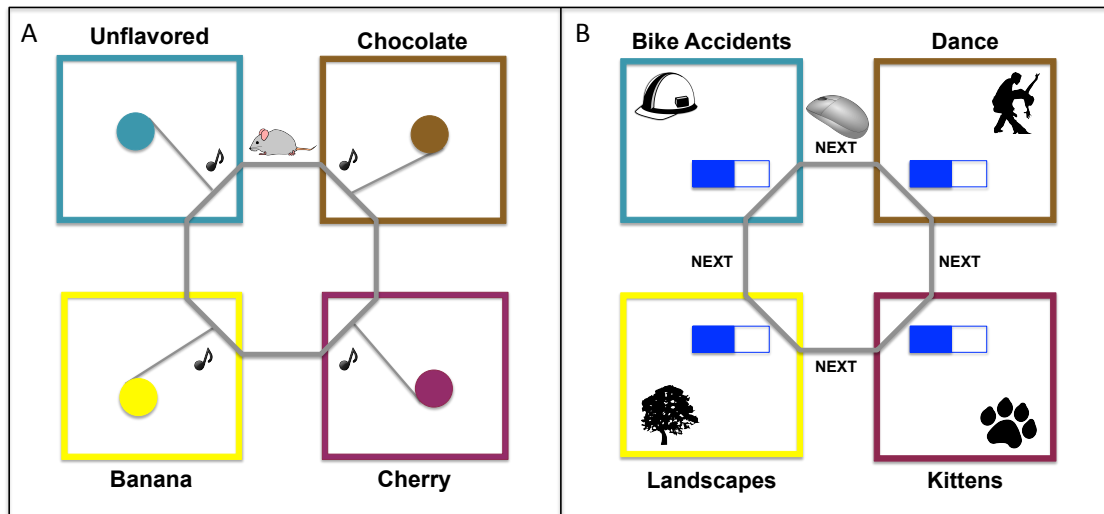 A
Unflavored
Chocolate
Banana
Cherry
B
Bike Accidents
Dance
NEXT
NEXT
NEXT
NEXT
Landscapes
Kittens